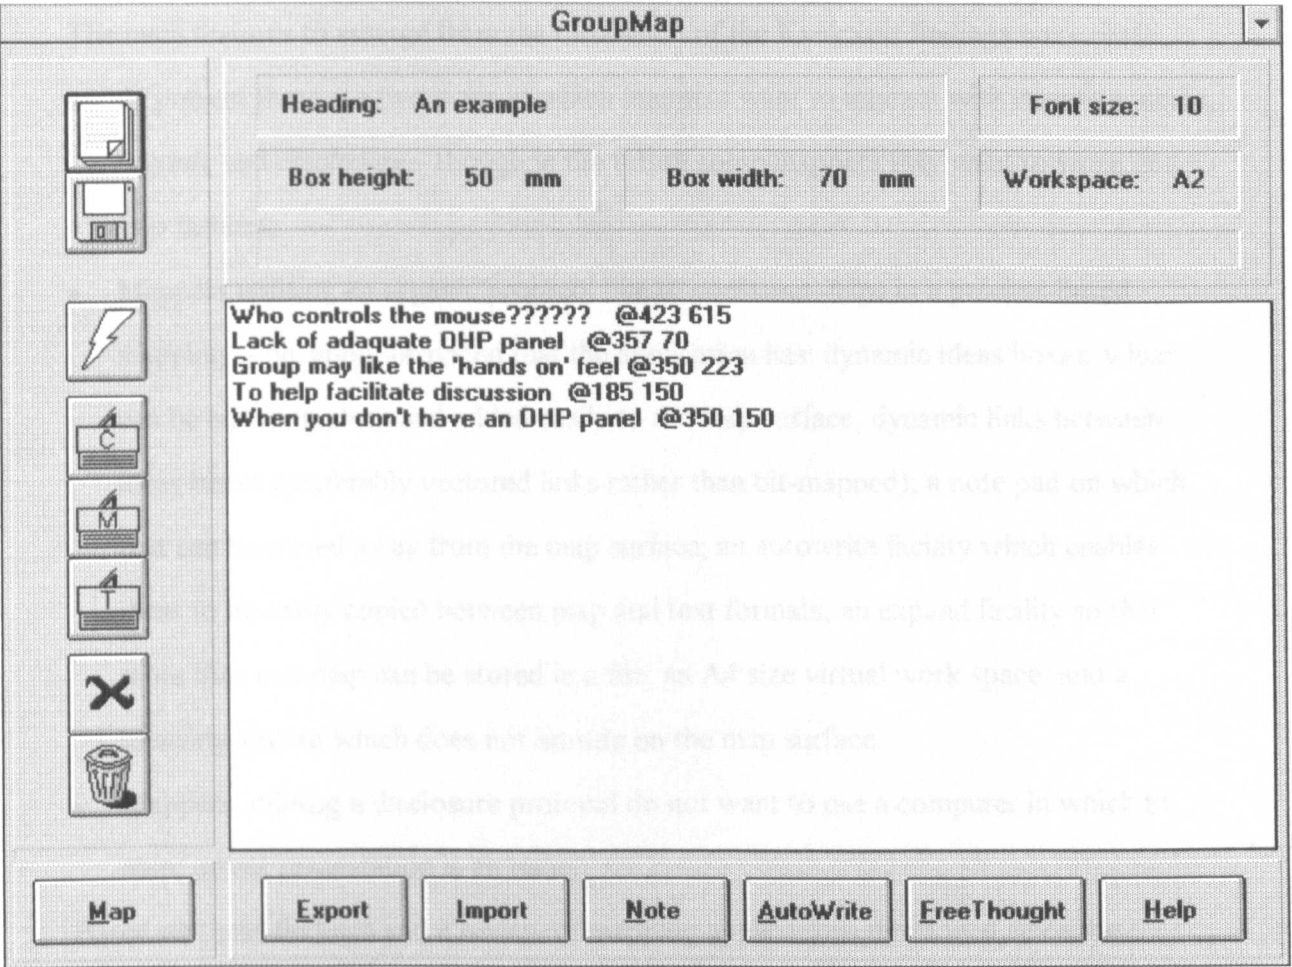 GroupMap
Heading: An example
Font size: 10
Box height: 50 mm
Box width: 70 mm
Workspace: A2
Who controls the mouse?????? @423 615
Lack of adaquate OHP panel @357 70
Group may like the 'hands on' feel @350 223
To help facilitate discussion @185 150
When you don't have an OHP panel @350 150
C
M
T
Map
Export
Import
Note
AutoWrite
FreeThought
Help